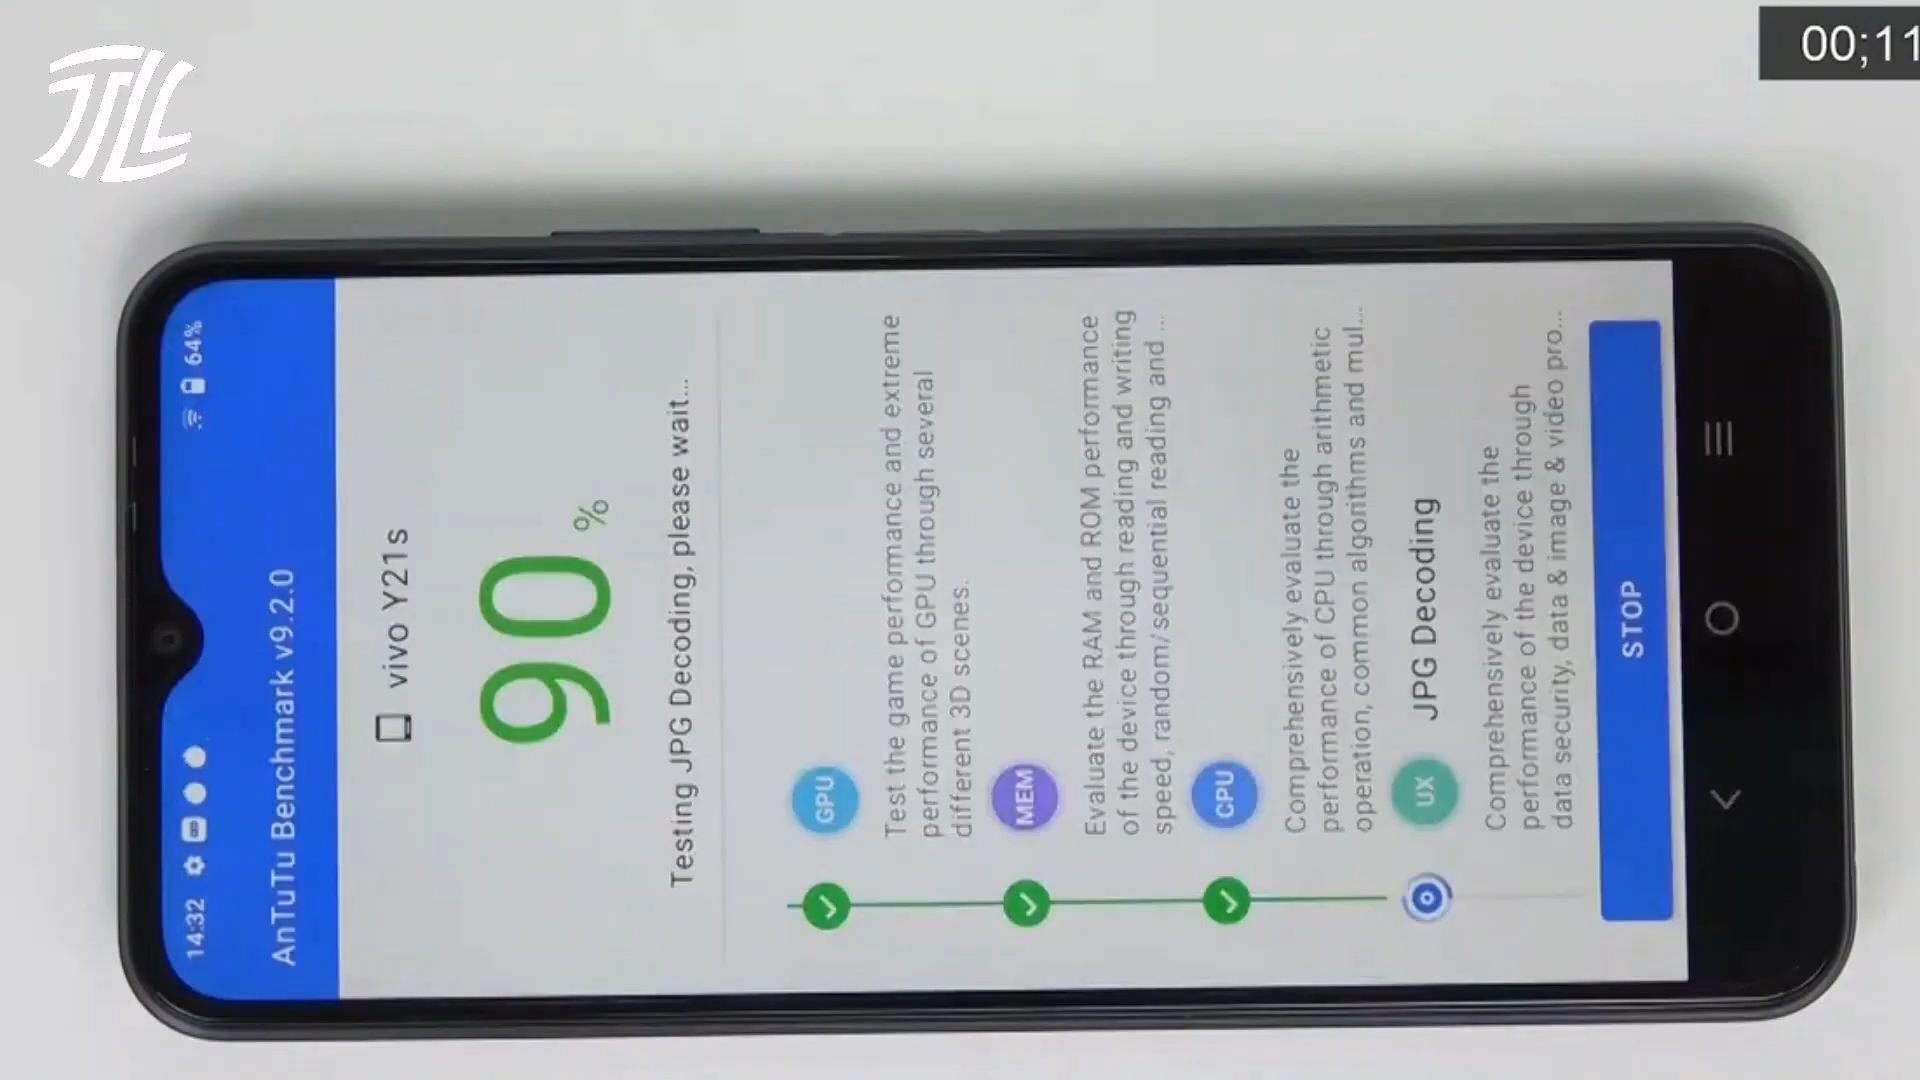 TLL
00;11
14:32
64%
AnTuTu Benchmark v9.2.0
vivo Y21s
90%
Testing JPG Decoding, please wait...
GPU
Test the game performance and extreme
performance of GPU through several
different 3D scenes.
MEM
Evaluate the RAM and ROM performance
of the device through reading and writing
speed, random/sequential reading and ...
CPU
Comprehensively evaluate the
performance of CPU through arithmetic
operation, common algorithms and mul...
UX
JPG Decoding
Comprehensively evaluate the
performance of the device through
data security, data & image & video pro...
STOP